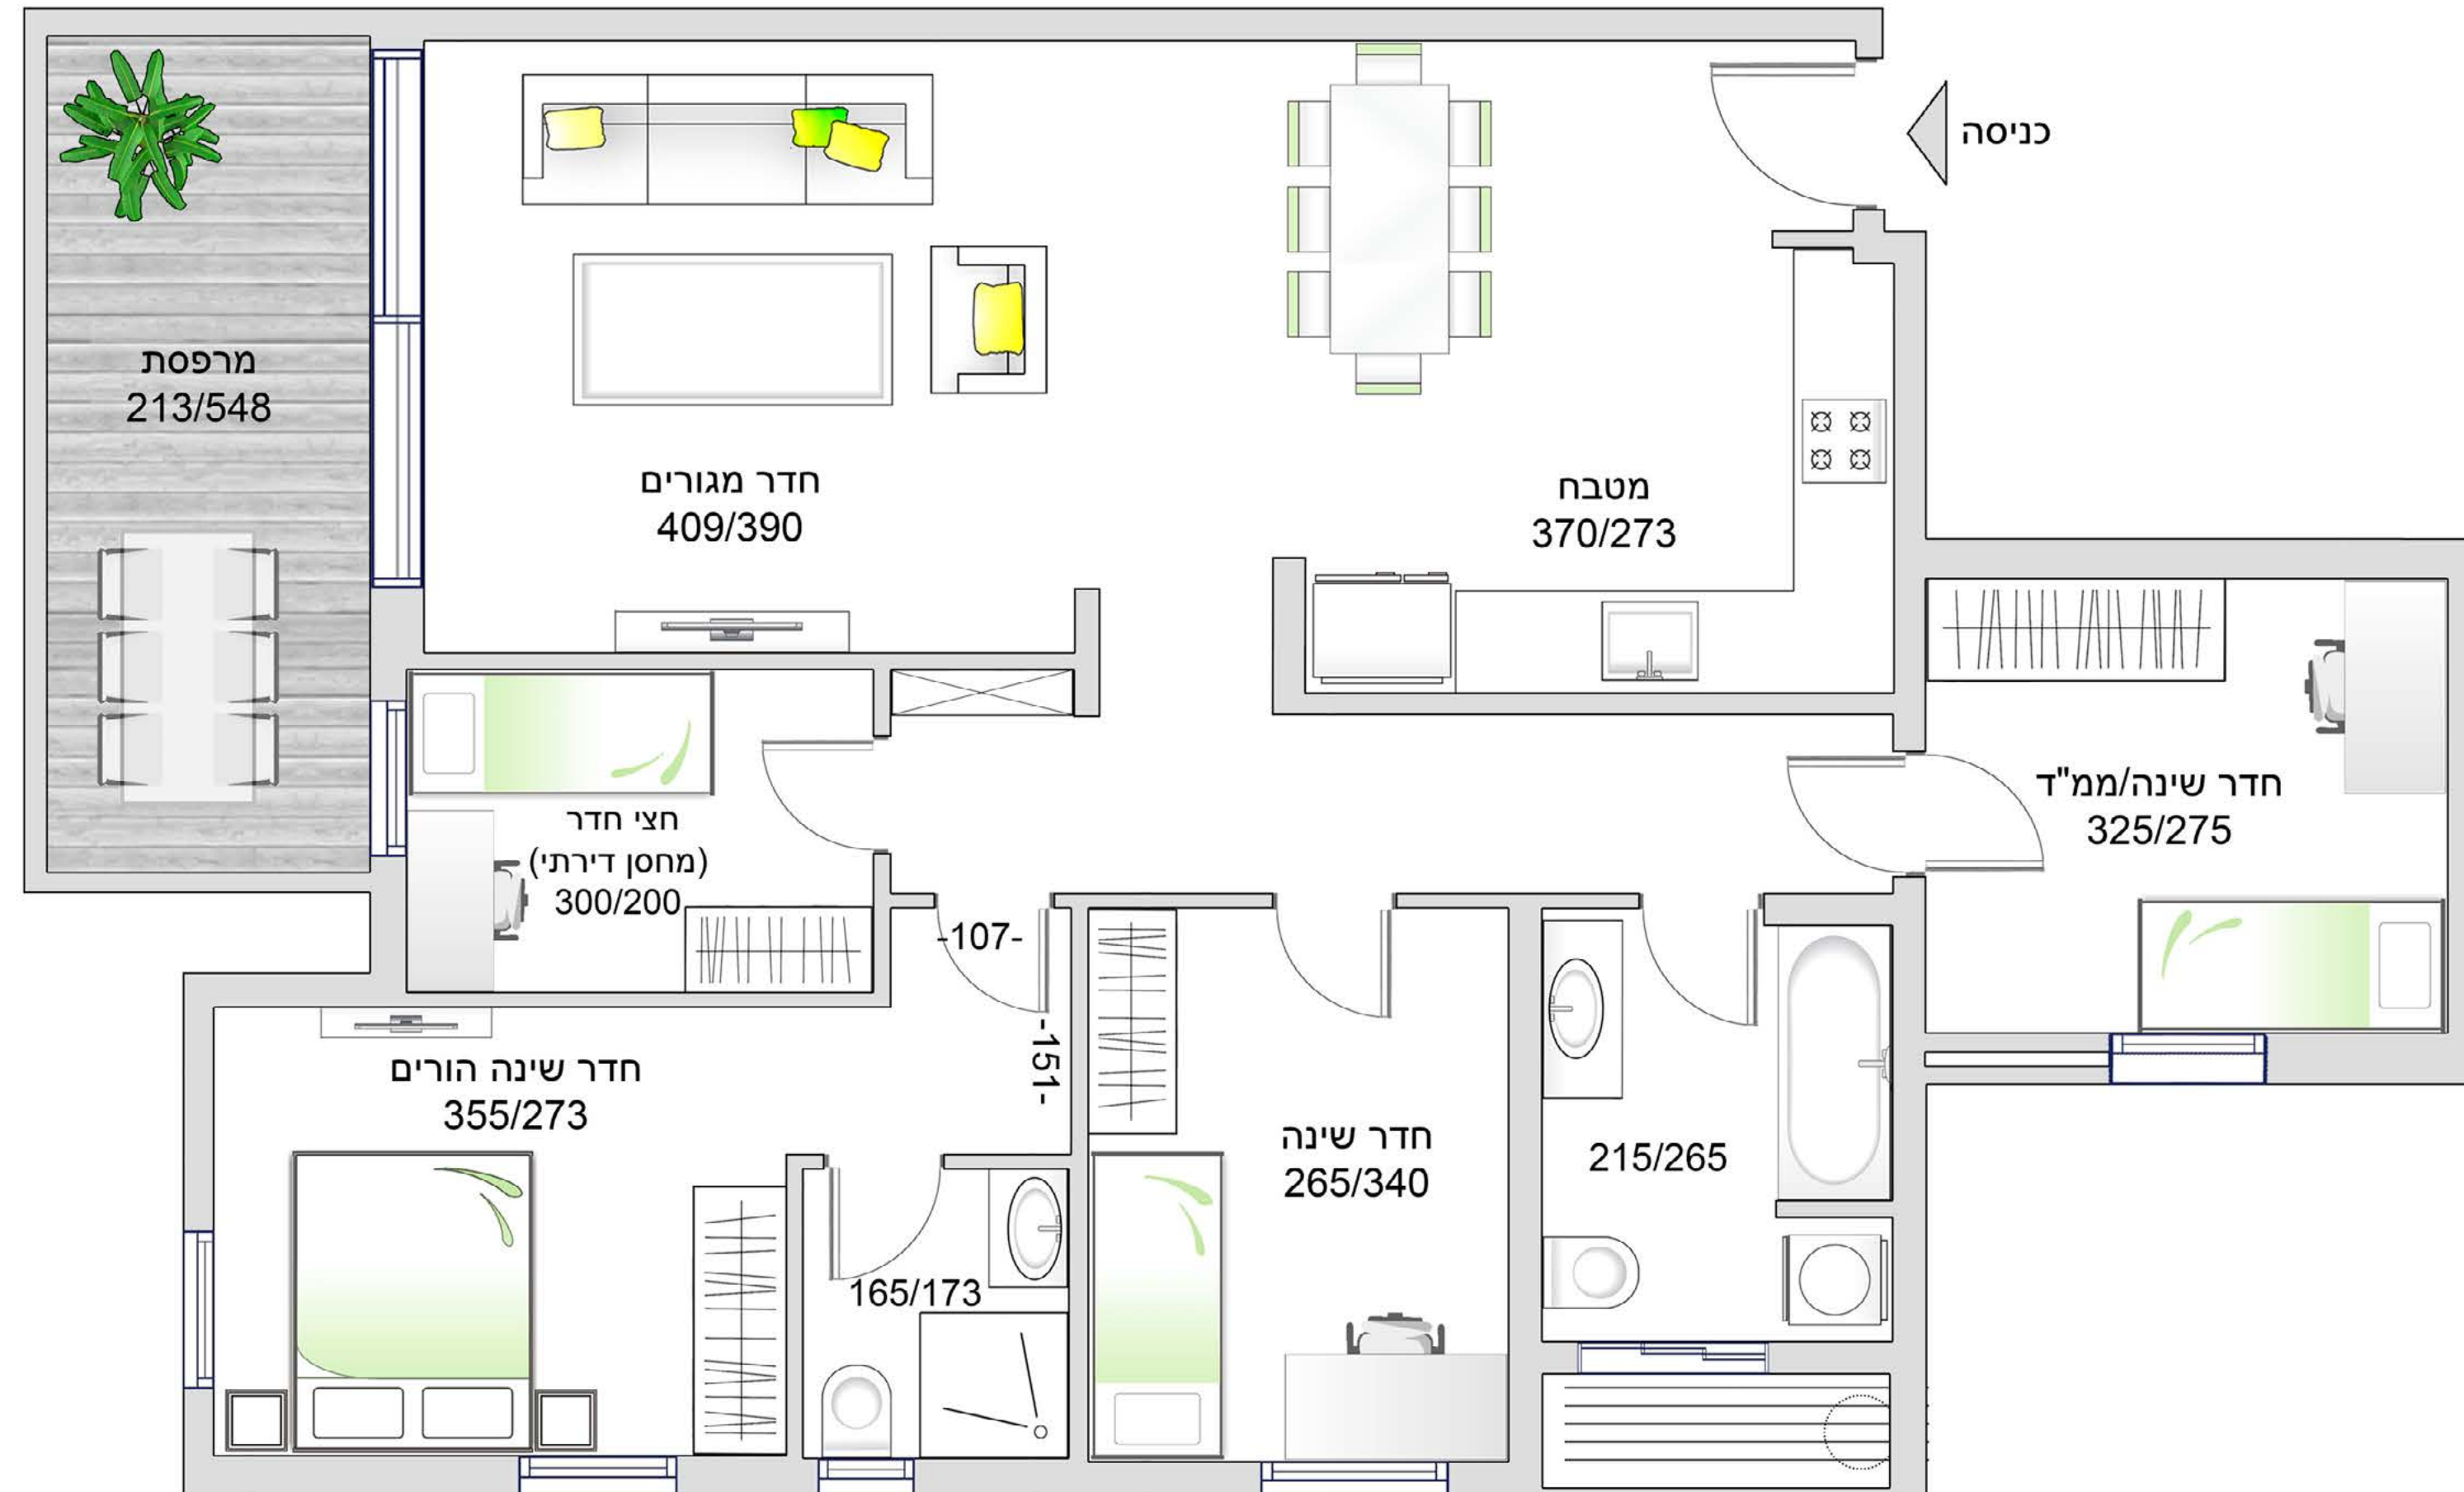 כניסה
מרפסת
213/548
חדר מגורים
409/390
מטבח
370/273
חדר שינה/ממ"ד
325/275
חצי חדר
(מחסן דירתי)
300/200
-107-
-151-
חדר שינה הורים
355/273
חדר שינה
265/340
215/265
165/173